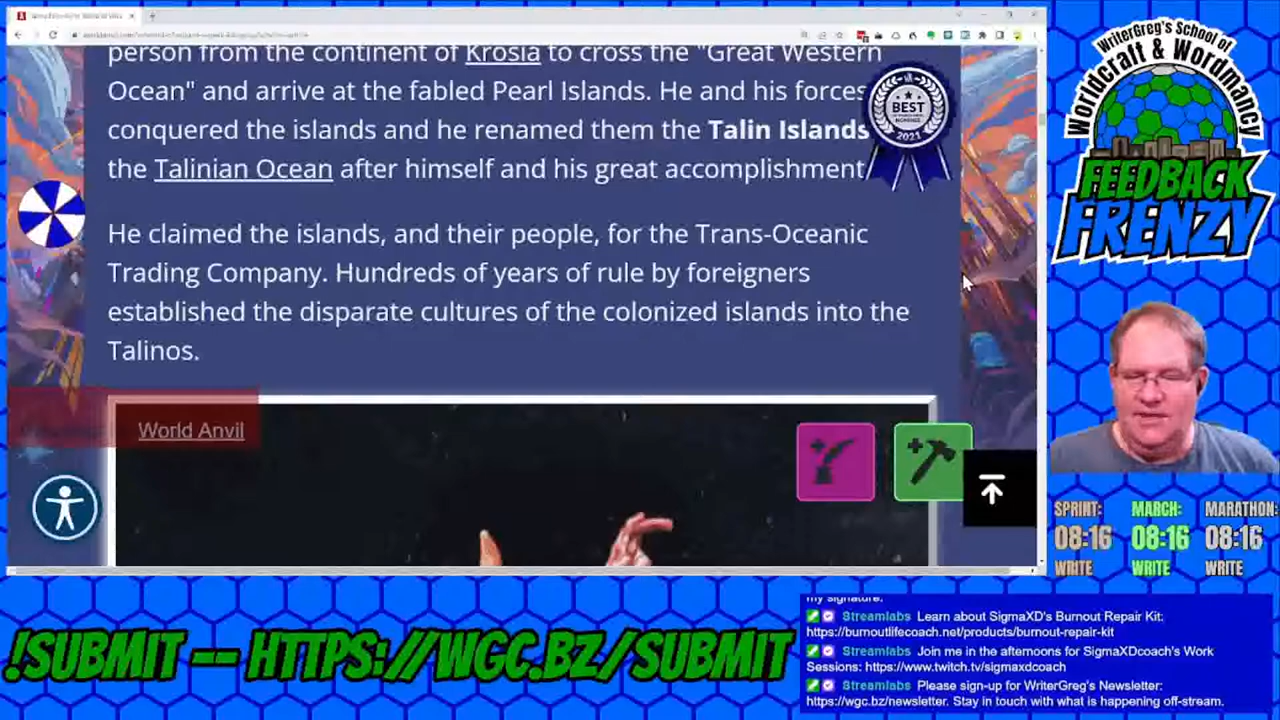 person from the continent of Krosia to cross the "Great Western
Ocean" and arrive at the fabled Pearl Islands. He and his forces
conquered the islands and he renamed them the Talin Islands
the Talinian Ocean after himself and his great accomplishment
He claimed the islands, and their people, for the Trans-Oceanic
Trading Company. Hundreds of years of rule by foreigners
established the disparate cultures of the colonized islands into the
Talinos.
World Anvil
BEST
2021
WriterGreg's School of
Worldcraft & Wordmancy
FEEDBACK
FRENZY
SPRINT: MARCH: MARATHON:
08:16 08:16 08:16
WRITE WRITE WRITE
!SUBMIT -- HTTPS://WGC.BZ/SUBMIT
my signature.
Streamlabs Learn about SigmaXD's Burnout Repair Kit:
https://burnoutlifecoach.net/products/burnout-repair-kit
Streamlabs Join me in the afternoons for SigmaXDcoach's Work
Sessions: https://www.twitch.tv/sigmaxdcoach
Streamlabs Please sign-up for WriterGreg's Newsletter:
https://wgc.bz/newsletter. Stay in touch with what is happening off-stream.